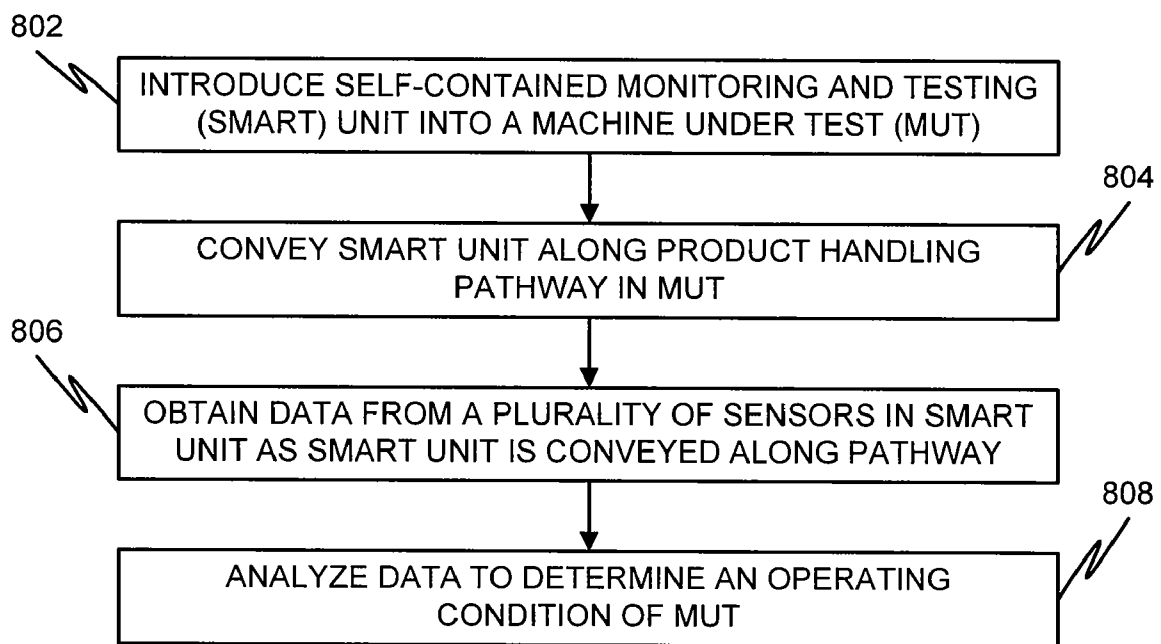 802
INTRODUCE SELF-CONTAINED MONITORING AND TESTING
(SMART) UNIT INTO A MACHINE UNDER TEST (MUT)
804
CONVEY SMART UNIT ALONG PRODUCT HANDLING
PATHWAY IN MUT
806
OBTAIN DATA FROM A PLURALITY OF SENSORS IN SMART
UNIT AS SMART UNIT IS CONVEYED ALONG PATHWAY
808
ANALYZE DATA TO DETERMINE AN OPERATING
CONDITION OF MUT